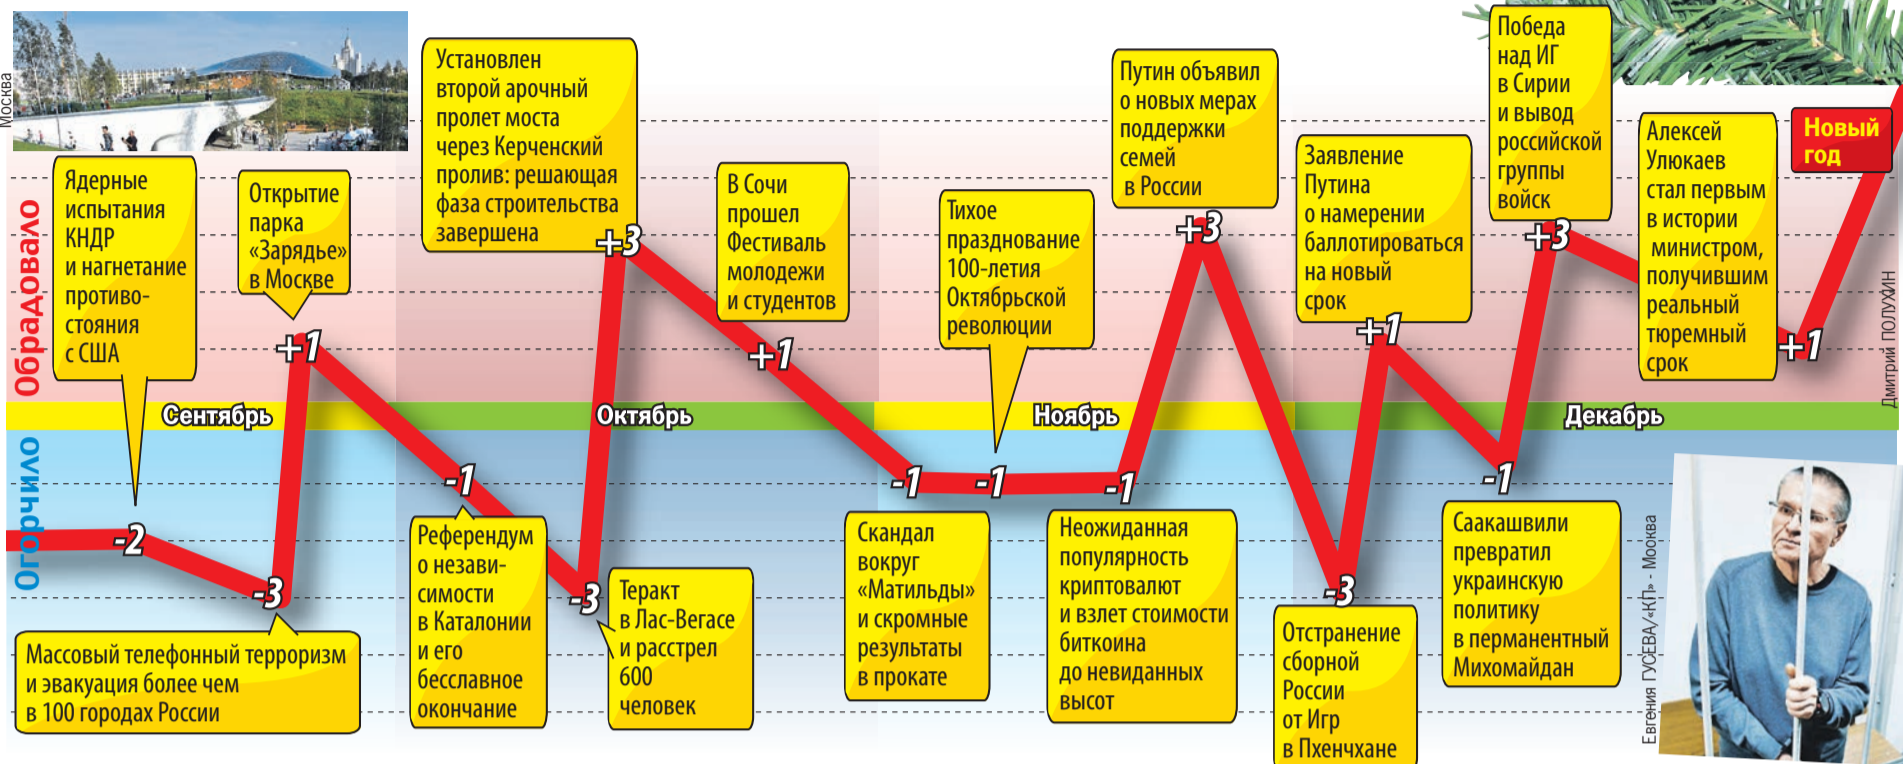 Москва
Обрадовало
Огорчило
Ядерные
испытания
КНДР
и нагнетание
противо-
стояния
с США
-2
Массовый телефонный терроризм
и эвакуация более чем
в 100 городах России
-3
Открытие
парка
«Зарядье»
в Москве
+1
Сентябрь
Референдум
о незави-
симости
в Каталонии
и его
бесславное
окончание
-1
Теракт
в Лас-Вегасе
и расстрел
600
человек
-3
Установлен
второй арочный
пролет моста
через Керченский
пролив: решающая
фаза строительства
завершена
+3
Октябрь
В Сочи
прошел
Фестиваль
молодежи
и студентов
+1
Скандал
вокруг
«Матильды»
и скромные
результаты
в прокате
-1
Тихое
празднование
100-летия
Октябрьской
революции
-1
Ноябрь
Неожиданная
популярность
криптовалют
и взлет стоимости
биткоина
до невиданных
высот
-1
Путин объявил
о новых мерах
поддержки
семей
в России
+3
Отстранение
сборной
России
от Игр
в Пхенчхане
-3
Заявление
Путина
о намерении
баллотироваться
на новый
срок
+1
Саакашвили
превратил
украинскую
политику
в перманентный
Михомайдан
-1
Победа
над ИГ
в Сирии
и вывод
российской
группы
войск
+3
Декабрь
Алексей
Улюкаев
стал первым
в истории
министром,
получившим
реальный
тюремный
срок
+1
Новый
год
Дмитрий ПОЛУХИН
Евгения ГУСЕВА/«КП» - Москва